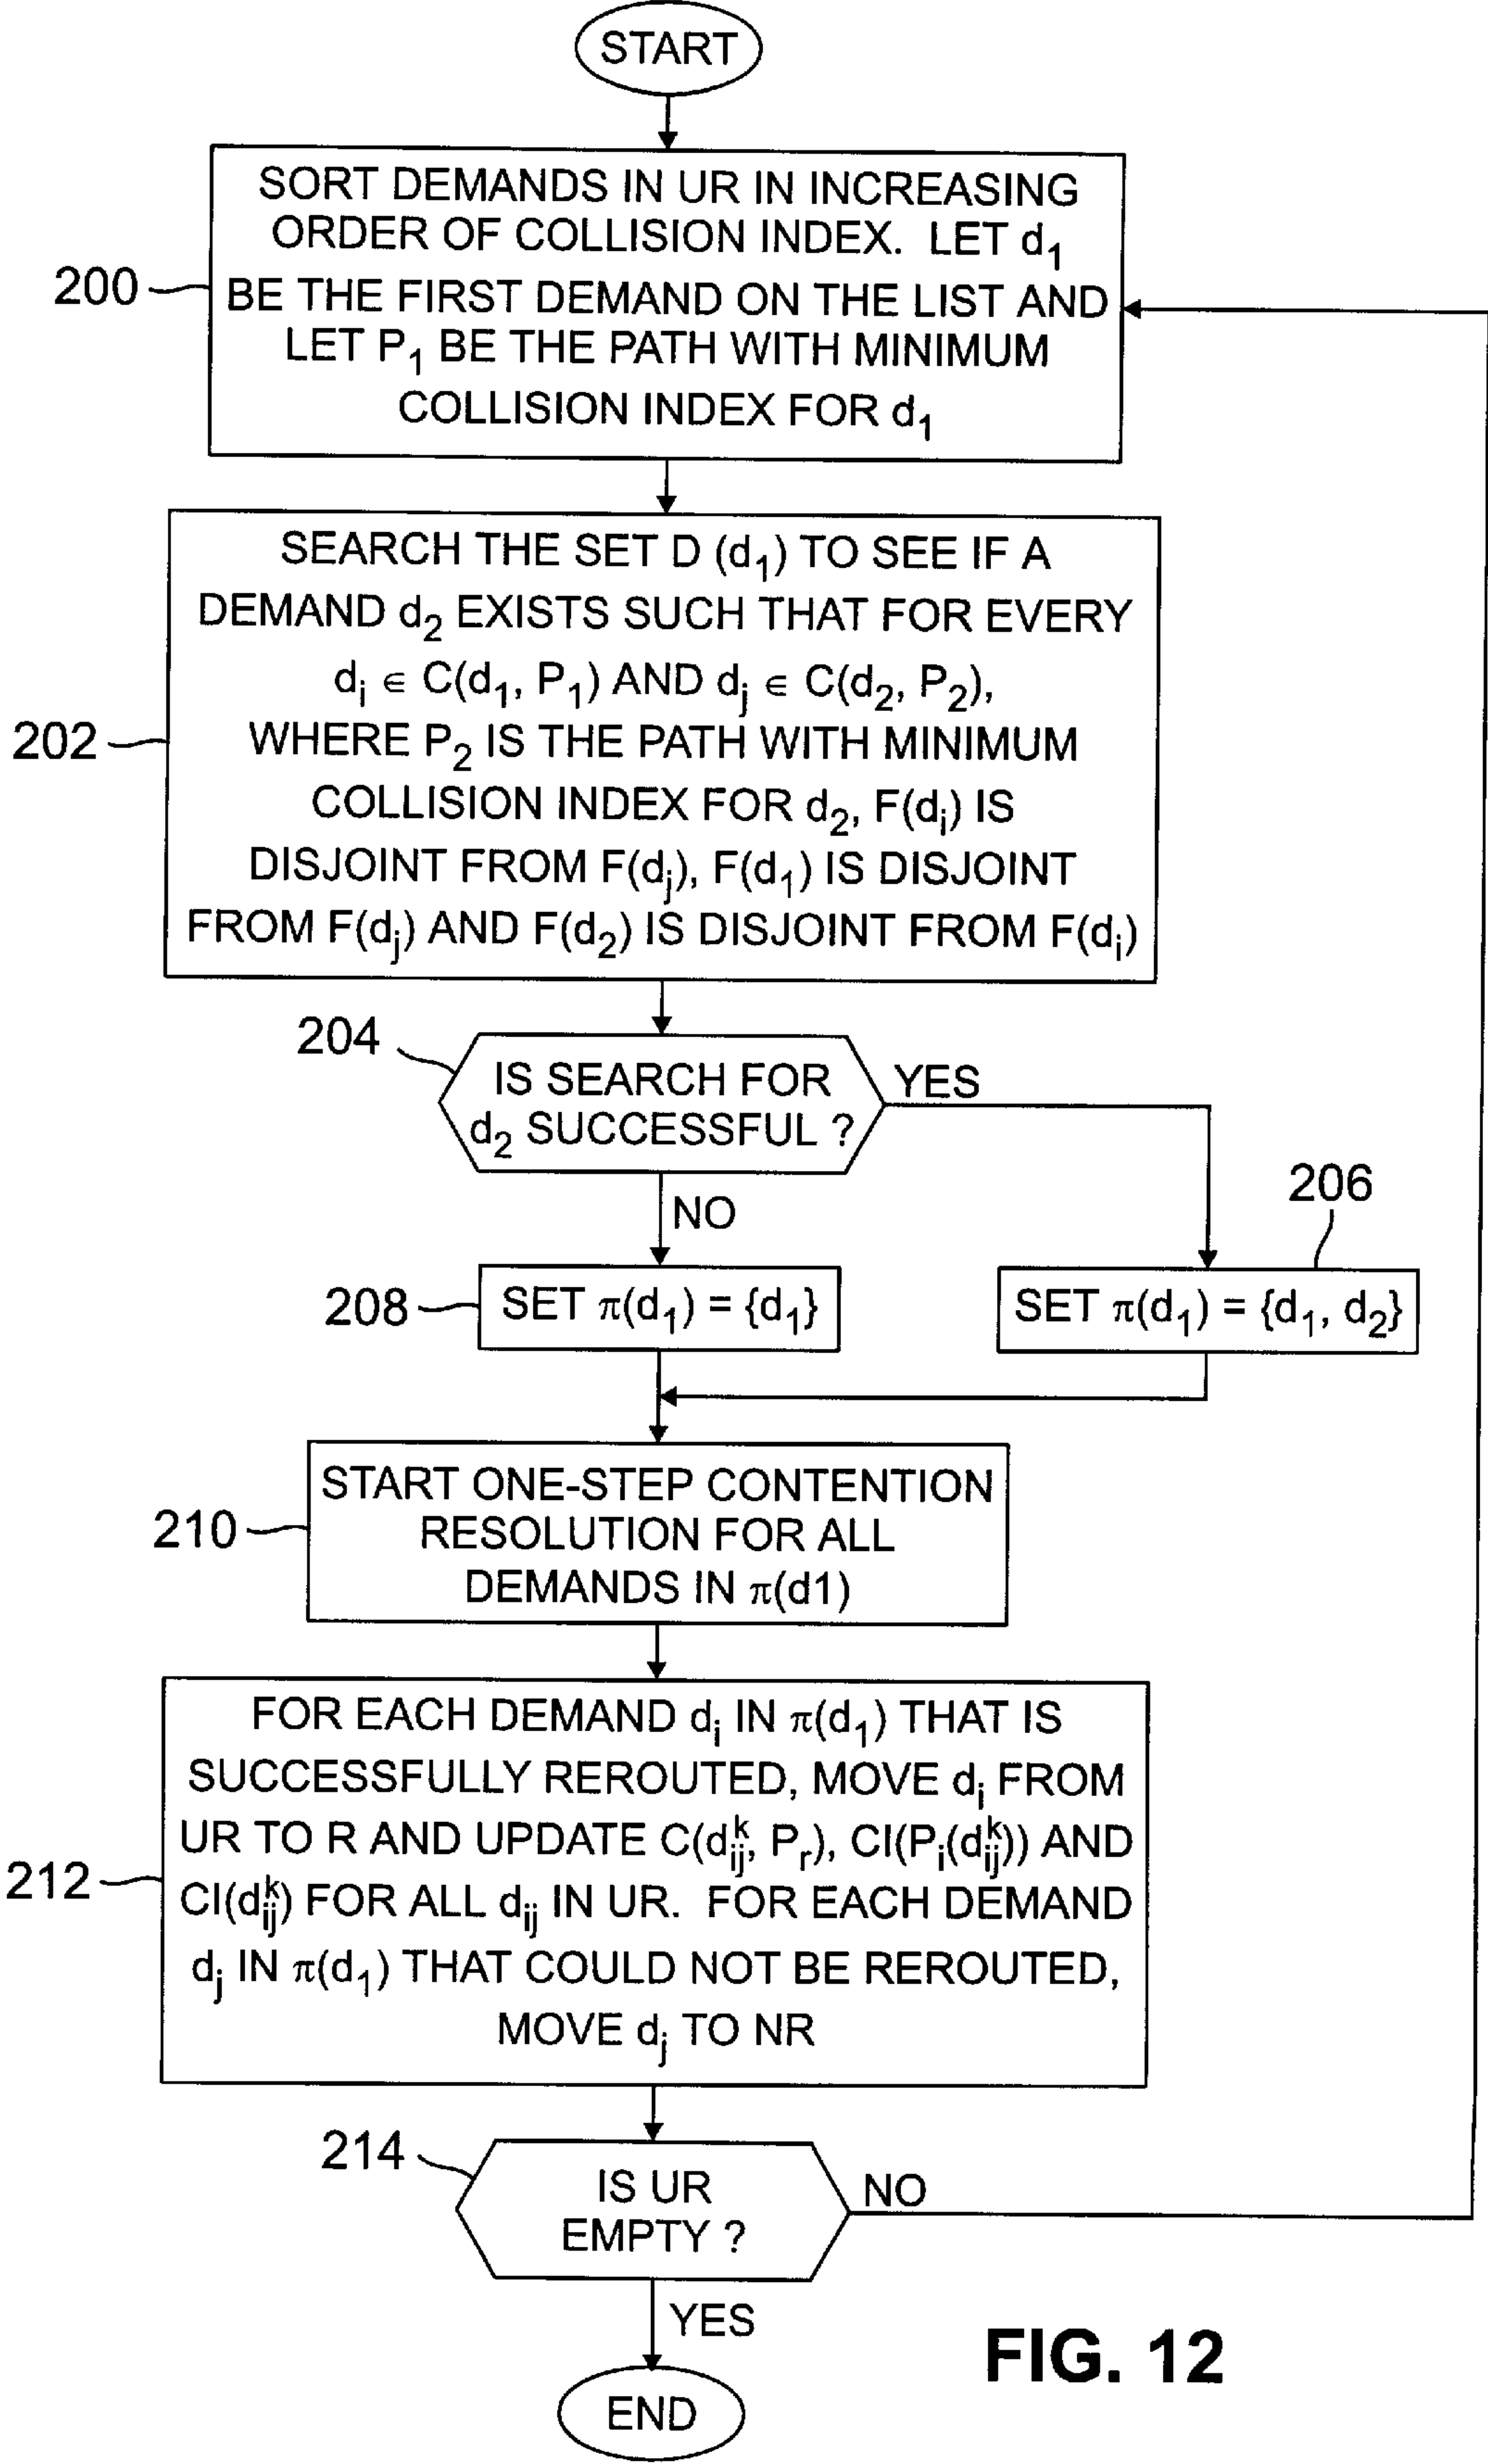 START
200
SORT DEMANDS IN UR IN INCREASING
ORDER OF COLLISION INDEX. LET d₁
BE THE FIRST DEMAND ON THE LIST AND
LET P₁ BE THE PATH WITH MINIMUM
COLLISION INDEX FOR d₁
202
SEARCH THE SET D (d₁) TO SEE IF A
DEMAND d₂ EXISTS SUCH THAT FOR EVERY
dᵢ ∈ C(d₁, P₁) AND dⱼ ∈ C(d₂, P₂),
WHERE P₂ IS THE PATH WITH MINIMUM
COLLISION INDEX FOR d₂, F(dᵢ) IS
DISJOINT FROM F(dⱼ), F(d₁) IS DISJOINT
FROM F(dⱼ) AND F(d₂) IS DISJOINT FROM F(dᵢ)
204
IS SEARCH FOR
d₂ SUCCESSFUL ?
YES
NO
206
208
SET π(d₁) = {d₁}
SET π(d₁) = {d₁, d₂}
210
START ONE-STEP CONTENTION
RESOLUTION FOR ALL
DEMANDS IN π(d1)
212
FOR EACH DEMAND dᵢ IN π(d₁) THAT IS
SUCCESSFULLY REROUTED, MOVE dᵢ FROM
UR TO R AND UPDATE C(dᵢⱼᵏ, Pᵣ), CI(Pᵢ(dᵢⱼᵏ)) AND
CI(dᵢⱼᵏ) FOR ALL dᵢⱼ IN UR. FOR EACH DEMAND
dⱼ IN π(d₁) THAT COULD NOT BE REROUTED,
MOVE dⱼ TO NR
214
IS UR
EMPTY ?
NO
YES
END
FIG. 12